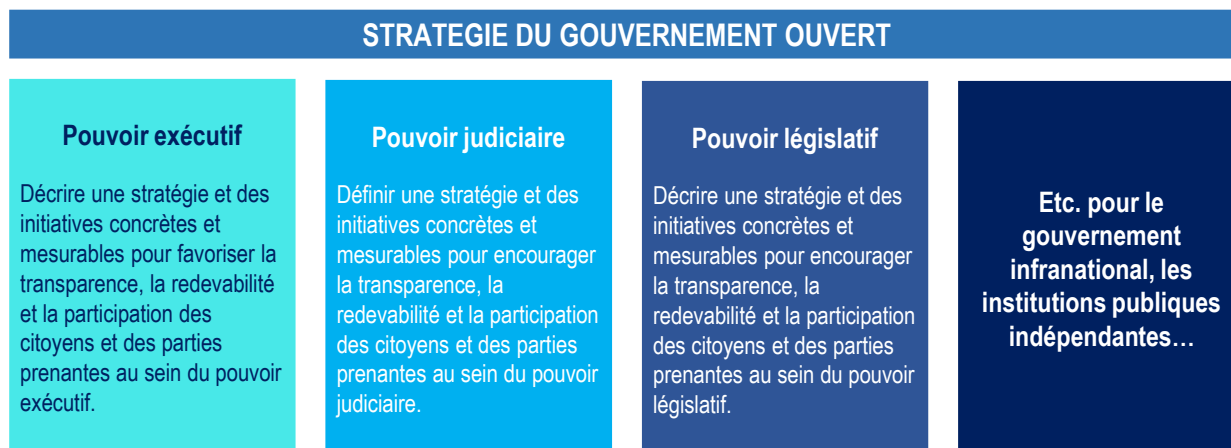 STRATEGIE DU GOUVERNEMENT OUVERT
Pouvoir exécutif
Décrire une stratégie et des
initiatives concrètes et
mesurables pour favoriser la
transparence, la redevabilité
et la participation des
citoyens et des parties
prenantes au sein du pouvoir
exécutif.
Pouvoir judiciaire
Définir une stratégie et des
initiatives concrètes et
mesurables pour encourager
la transparence, la
redevabilité et la participation
des citoyens et des parties
prenantes au sein du pouvoir
judiciaire.
Pouvoir législatif
Décrire une stratégie et des
initiatives concrètes et
mesurables pour encourager
la transparence, la
redevabilité et la participation
des citoyens et des parties
prenantes au sein du pouvoir
législatif.
Etc. pour le
gouvernement
infranational, les
institutions publiques
indépendantes…